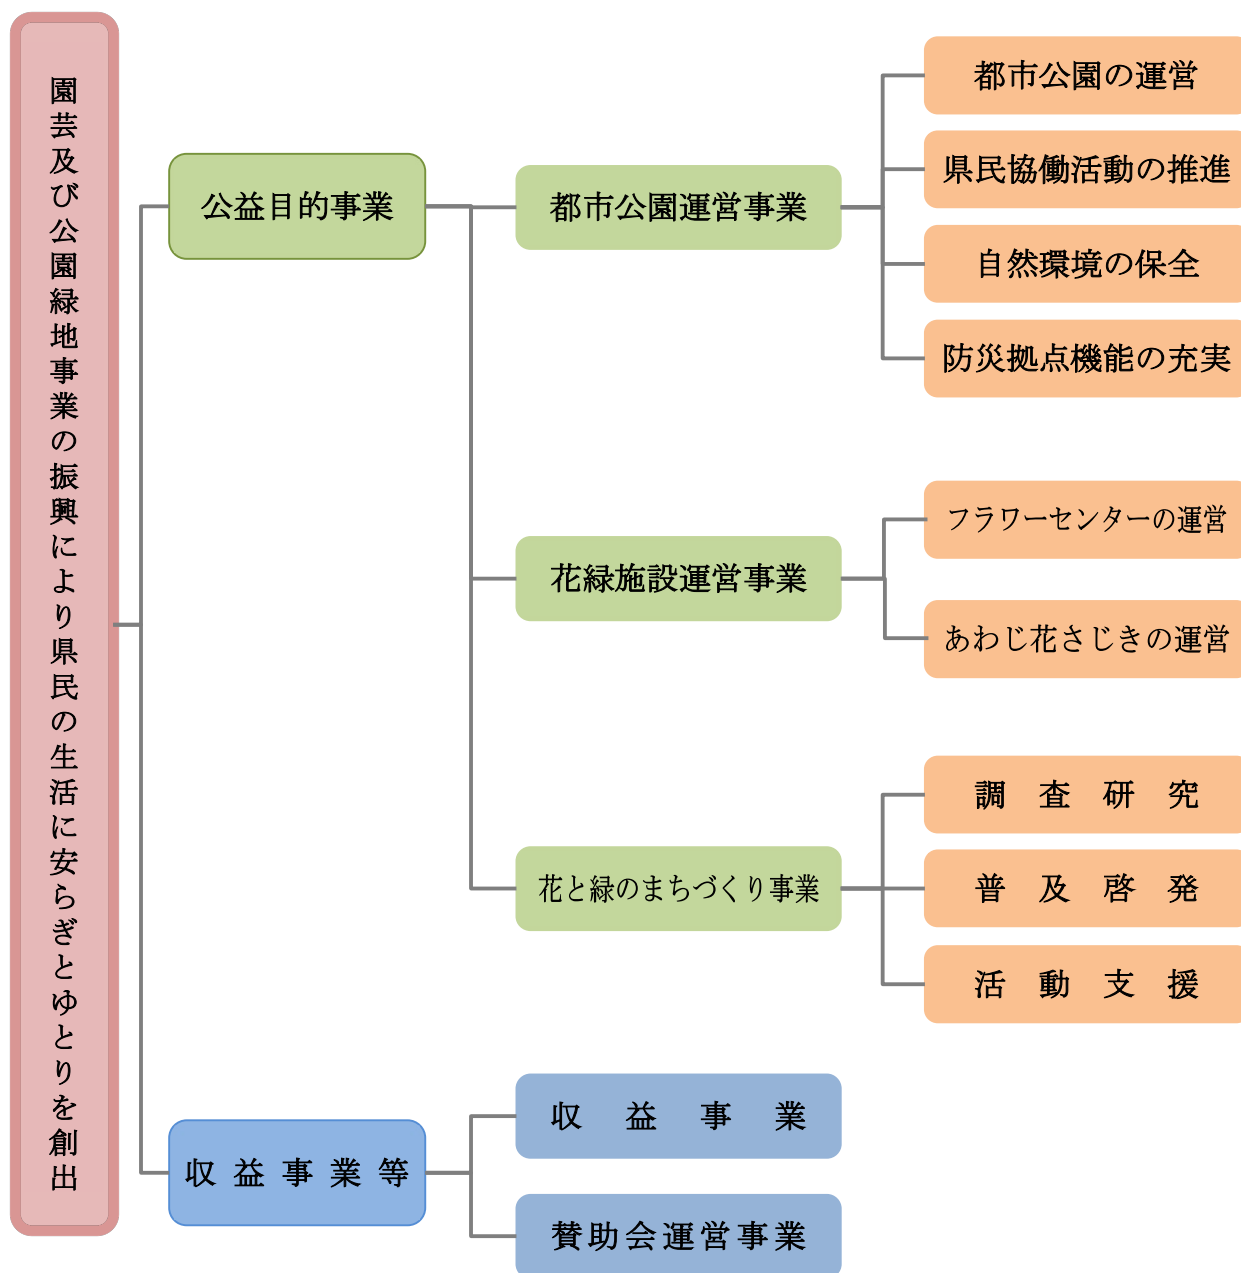 園芸及び公園緑地事業の振興により県民の生活に安らぎとゆとりを創出
公益目的事業
都市公園運営事業
都市公園の運営
県民協働活動の推進
自然環境の保全
防災拠点機能の充実
花緑施設運営事業
フラワーセンターの運営
あわじ花さじきの運営
花と緑のまちづくり事業
調　査　研　究
普　及　啓　発
活　動　支　援
収益事業等
収　益　事　業
賛助会運営事業